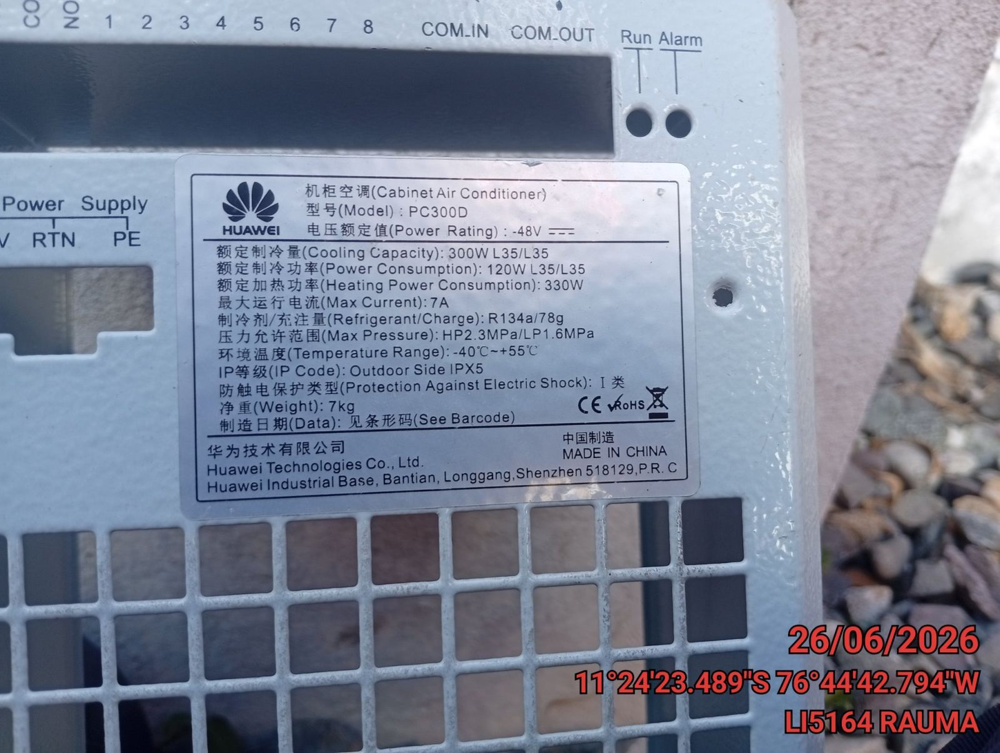 CO NO 1 2 3 4 5 6 7 8 COM_IN COM_OUT Run Alarm
Power Supply
V RTN PE
HUAWEI
机柜空调(Cabinet Air Conditioner)
型号(Model) : PC300D
电压额定值(Power Rating) : -48V
额定制冷量(Cooling Capacity): 300W L35/L35
额定制冷功率(Power Consumption): 120W L35/L35
额定加热功率(Heating Power Consumption): 330W
最大运行电流(Max Current): 7A
制冷剂/充注量(Refrigerant/Charge): R134a/78g
压力允许范围(Max Pressure): HP2.3MPa/LP1.6MPa
环境温度(Temperature Range): -40℃~+55℃
IP等级(IP Code): Outdoor Side IPX5
防触电保护类型(Protection Against Electric Shock): I 类
净重(Weight): 7kg
CE RoHS
制造日期(Data): 见条形码(See Barcode)
华为技术有限公司
中国制造
MADE IN CHINA
Huawei Technologies Co., Ltd.
Huawei Industrial Base, Bantian, Longgang,Shenzhen 518129,P.R. C
26/06/2026
11°24'23.489"S 76°44'42.794"W
LI5164 RAUMA